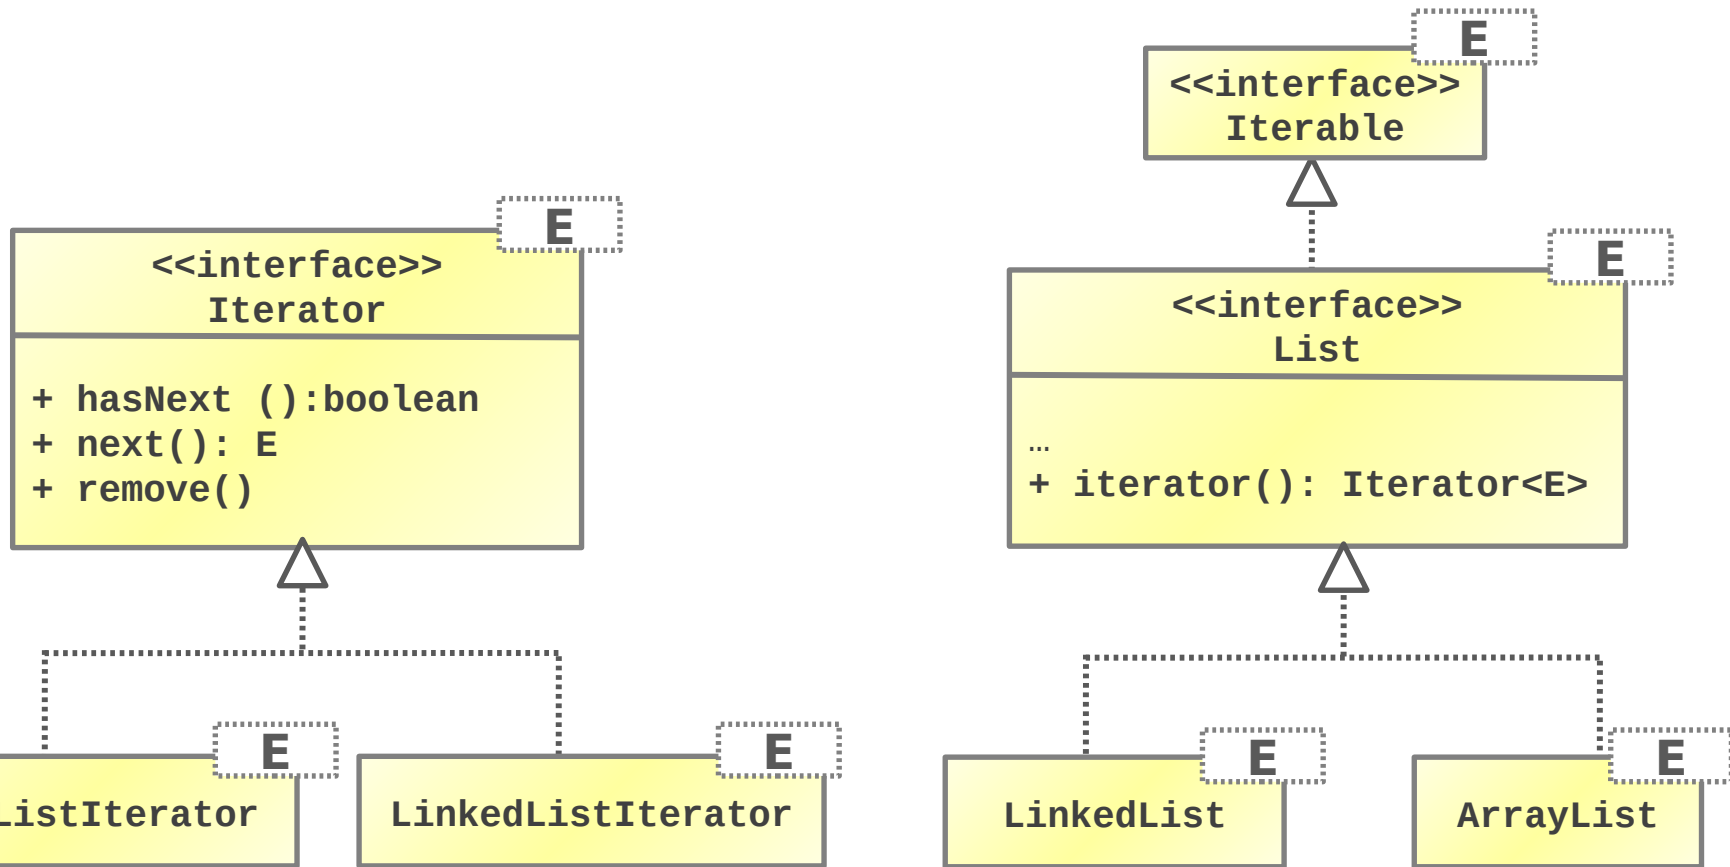 E
<<interface>>
Iterable
E
<<interface>>
Iterator
+ hasNext ():boolean
+ next(): E
+ remove()
E
<<interface>>
List
…
+ iterator(): Iterator<E>
E
ListIterator
E
LinkedListIterator
E
LinkedList
E
ArrayList